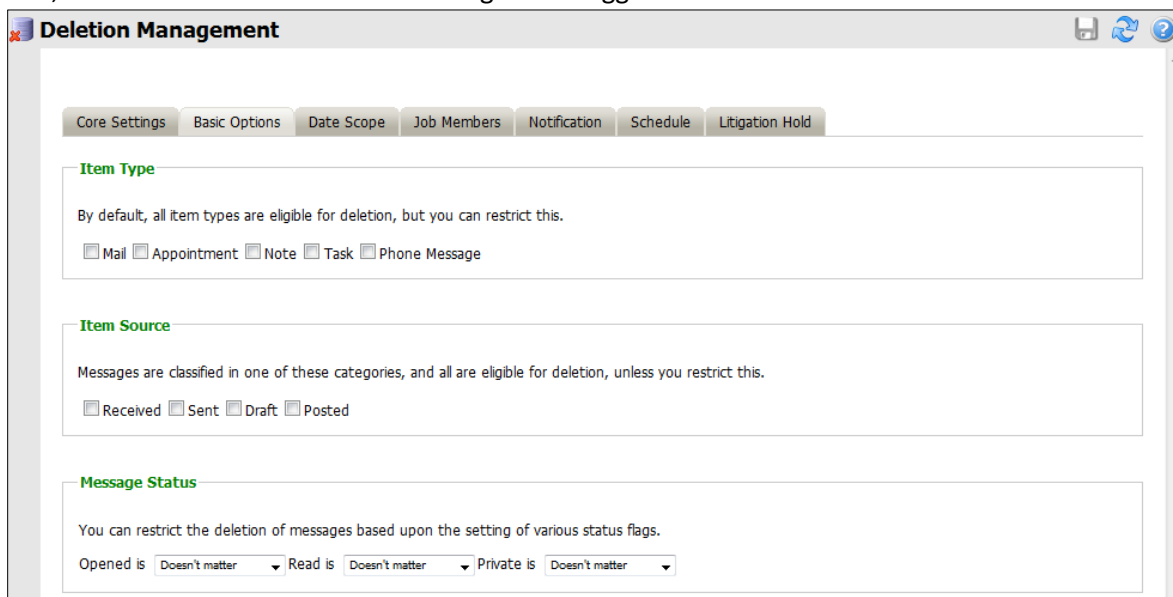 Deletion Management
Core Settings Basic Options Date Scope Job Members Notification Schedule Litigation Hold
Item Type
By default, all item types are eligible for deletion, but you can restrict this.
Mail Appointment Note Task Phone Message
Item Source
Messages are classified in one of these categories, and all are eligible for deletion, unless you restrict this.
Received Sent Draft Posted
Message Status
You can restrict the deletion of messages based upon the setting of various status flags.
Opened is Doesn't matter Read is Doesn't matter Private is Doesn't matter